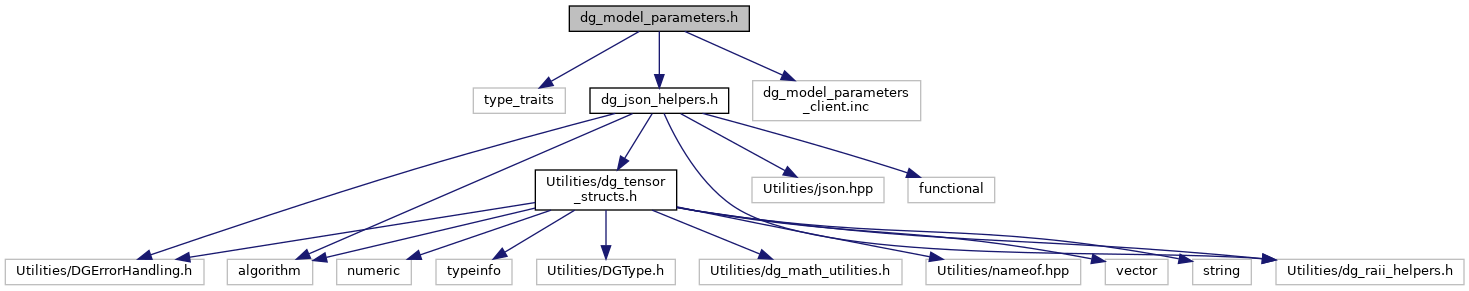 dg_model_parameters.h
type_traits
dg_json_helpers.h
dg_model_parameters
_client.inc
Utilities/dg_tensor
_structs.h
Utilities/json.hpp
functional
Utilities/DGErrorHandling.h
algorithm
numeric
typeinfo
Utilities/DGType.h
Utilities/dg_math_utilities.h
Utilities/nameof.hpp
vector
string
Utilities/dg_raii_helpers.h